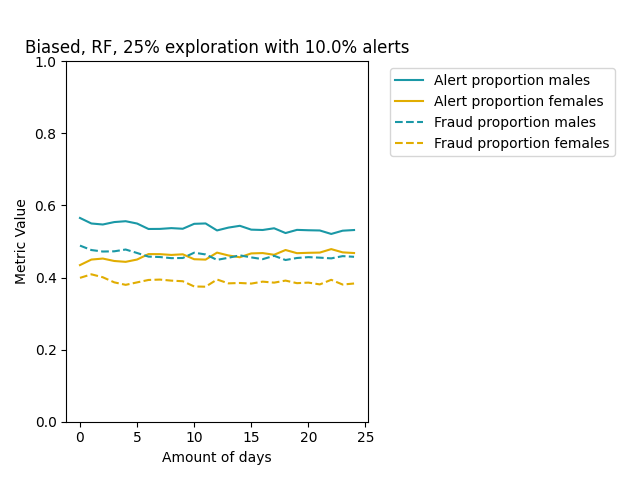 Biased, RF, 25% exploration with 10.0% alerts
Alert proportion males
Alert proportion females
Fraud proportion males
Fraud proportion females
Metric Value
1.0
0.8
0.6
0.4
0.2
0.0
0 5 10 15 20 25
Amount of days